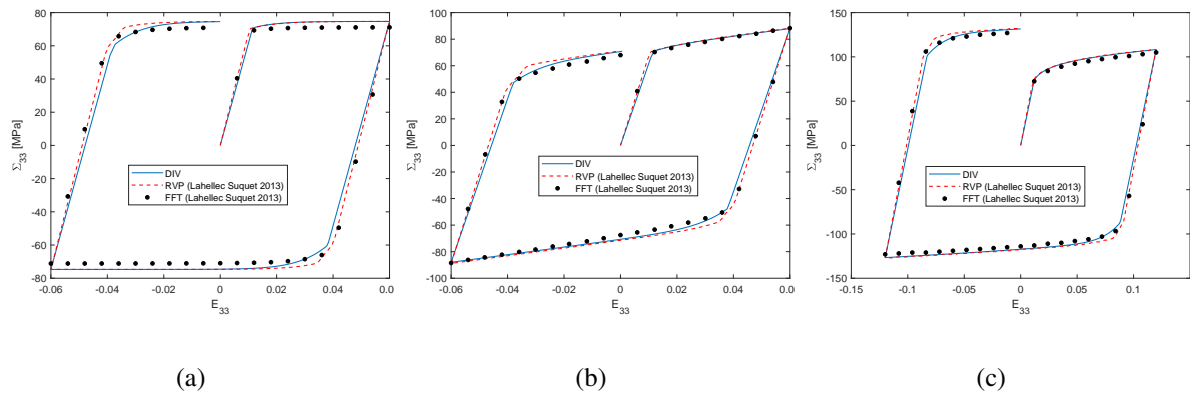 80
60
40
20
0
-20
-40
-60
-80
Σ33 [MPa]
-0.06
-0.04
-0.02
0
0.02
0.04
0.06
E33
DIV
RVP (Lahellec Suquet 2013)
FFT (Lahellec Suquet 2013)
(a)
100
80
60
40
20
0
-20
-40
-60
-80
-100
Σ33 [MPa]
-0.06
-0.04
-0.02
0
0.02
0.04
0.06
E33
DIV
RVP (Lahellec Suquet 2013)
FFT (Lahellec Suquet 2013)
(b)
150
100
50
0
-50
-100
-150
Σ33 [MPa]
-0.15
-0.1
-0.05
0
0.05
0.1
E33
DIV
RVP (Lahellec Suquet 2013)
FFT (Lahellec Suquet 2013)
(c)